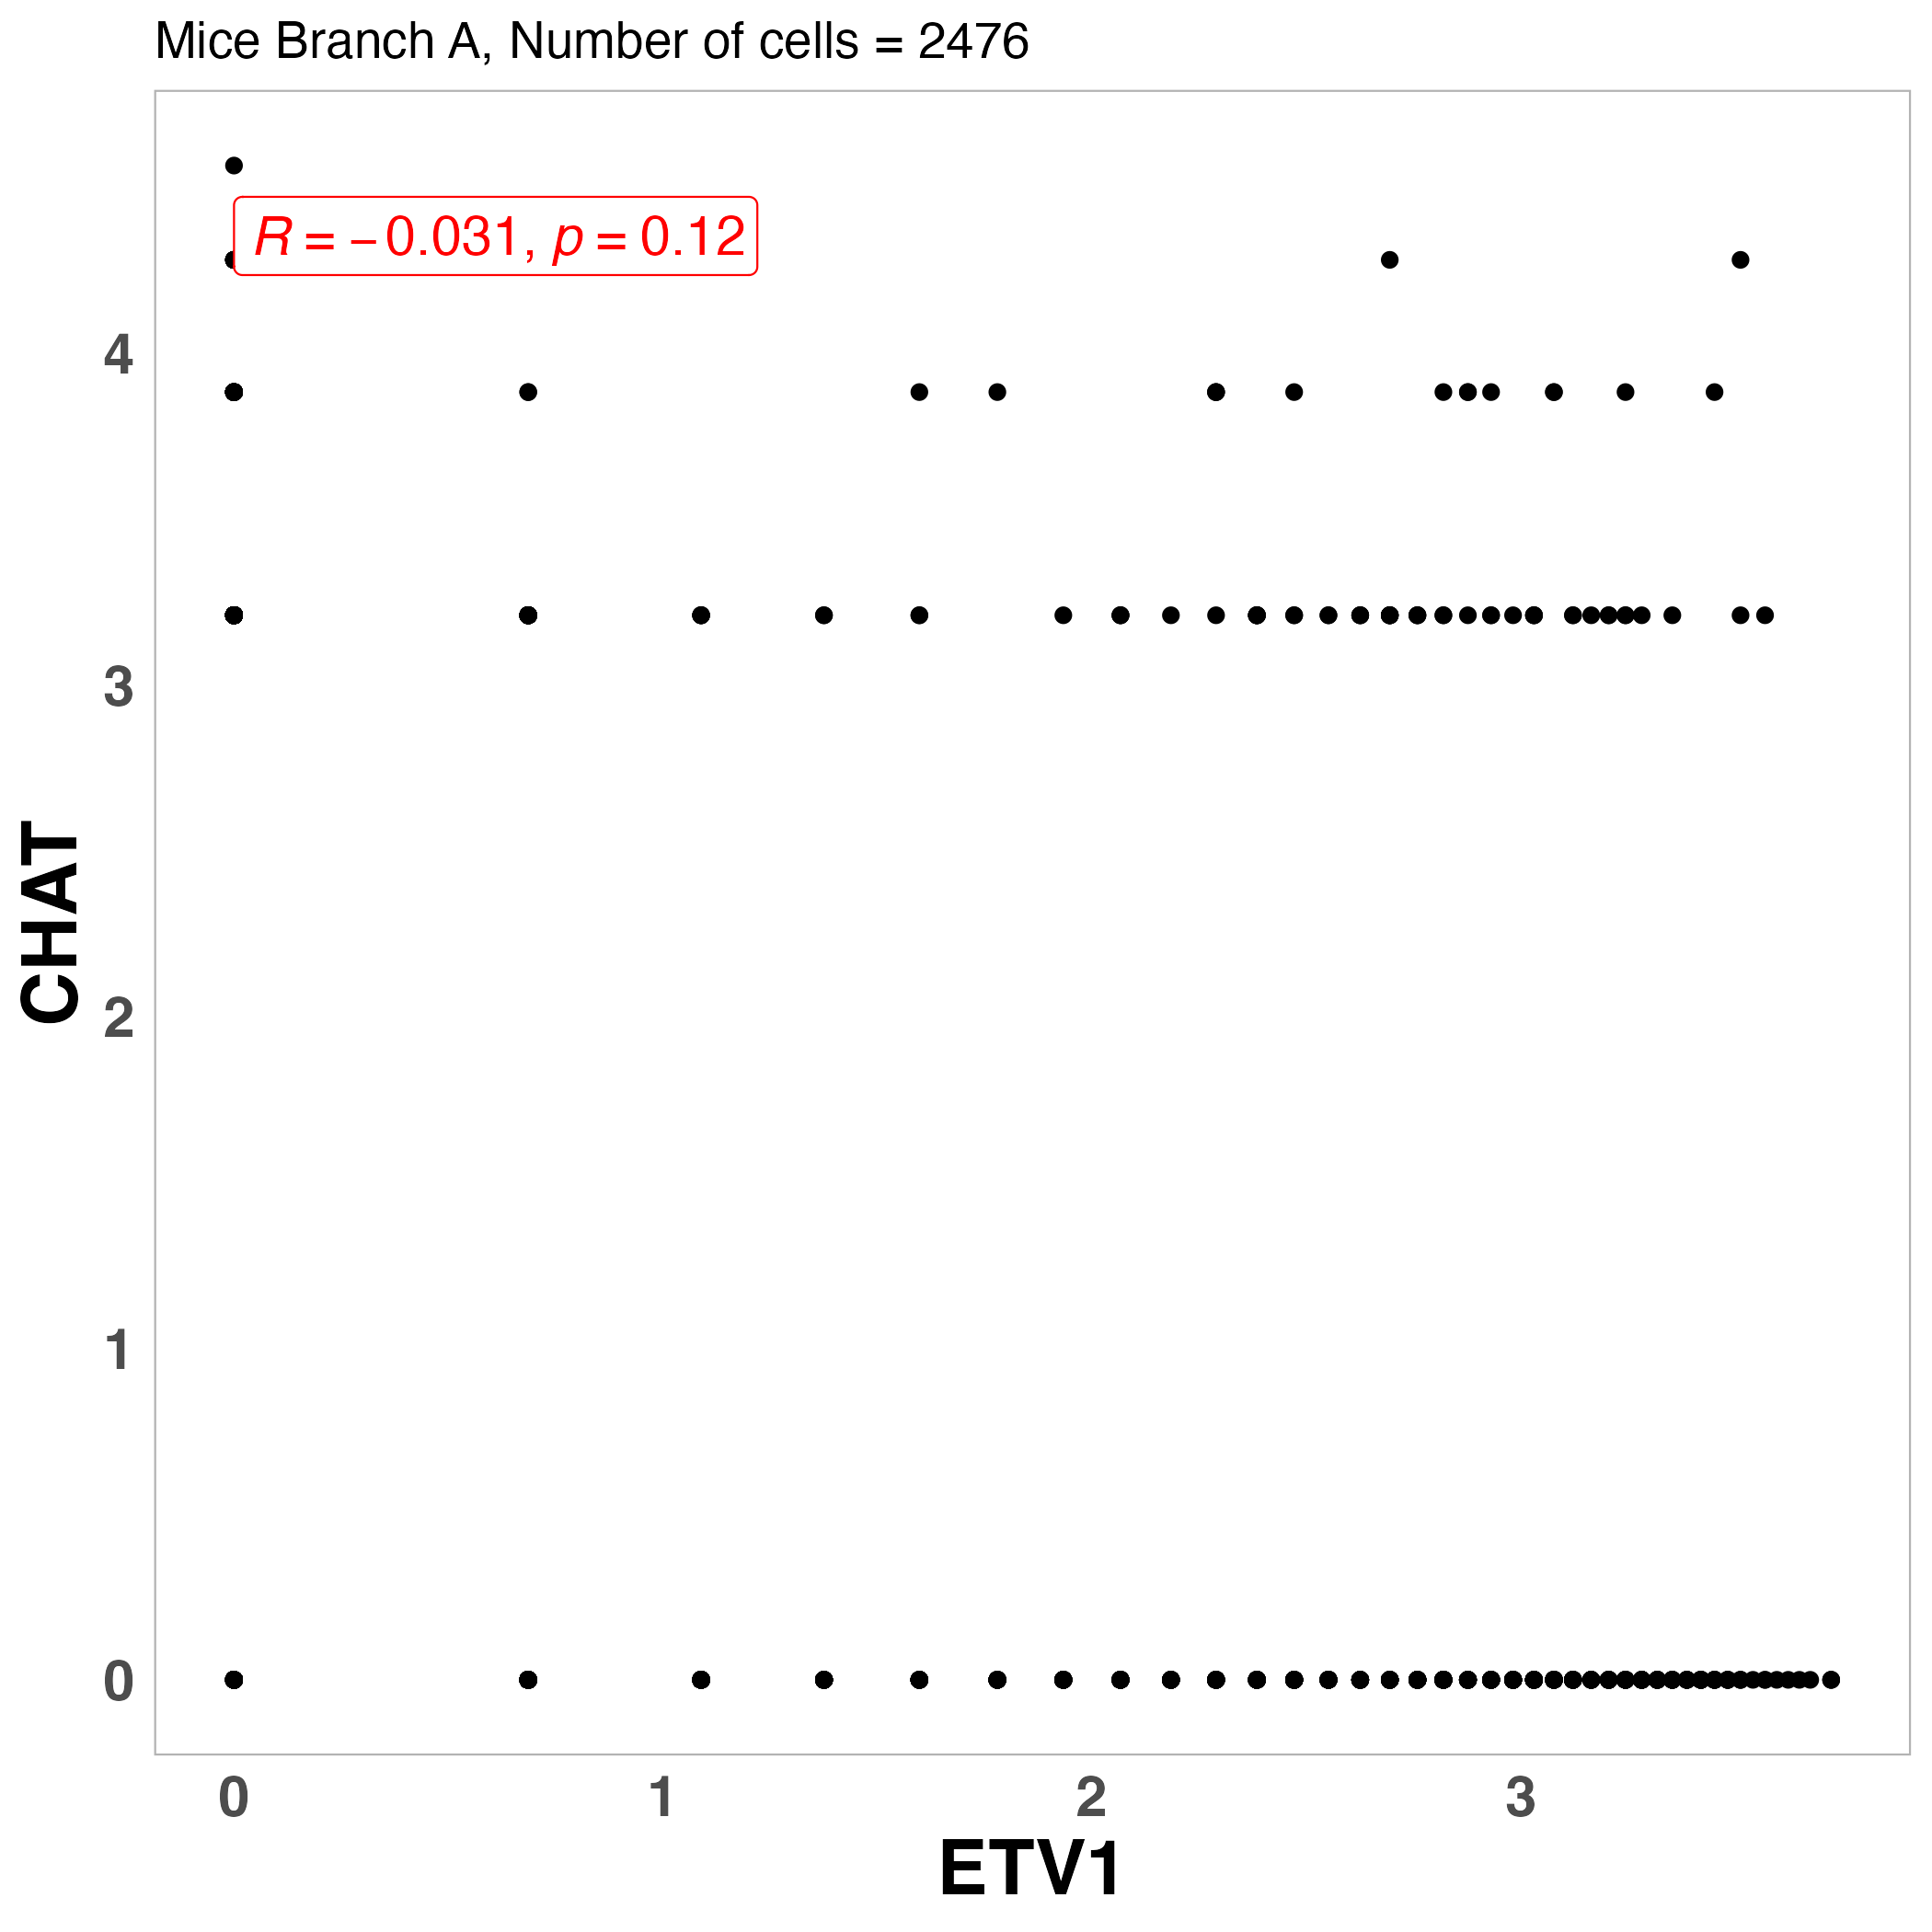 Mice Branch A, Number of cells = 2476
R = −0.031, p = 0.12
4
3
2
1
0
CHAT
0 1 2 3
ETV1